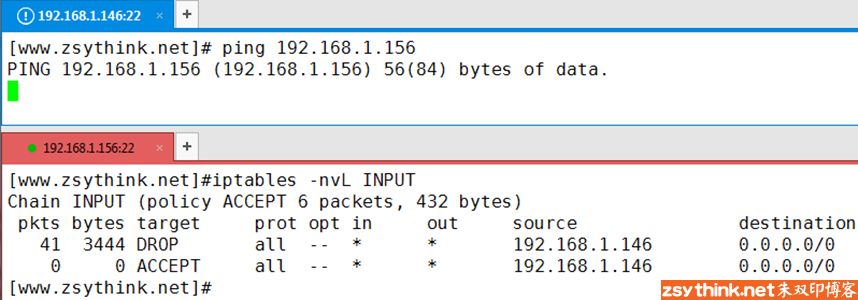 192.168.1.146:22 × +
[www.zsythink.net]# ping 192.168.1.156
PING 192.168.1.156 (192.168.1.156) 56(84) bytes of data.
192.168.1.156:22 × +
[www.zsythink.net]#iptables -nvL INPUT
Chain INPUT (policy ACCEPT 6 packets, 432 bytes)
pkts bytes target prot opt in out source destination
41 3444 DROP all -- * * 192.168.1.146 0.0.0.0/0
0 0 ACCEPT all -- * * 192.168.1.146 0.0.0.0/0
[www.zsythink.net]#
zsythink.net朱双印博客